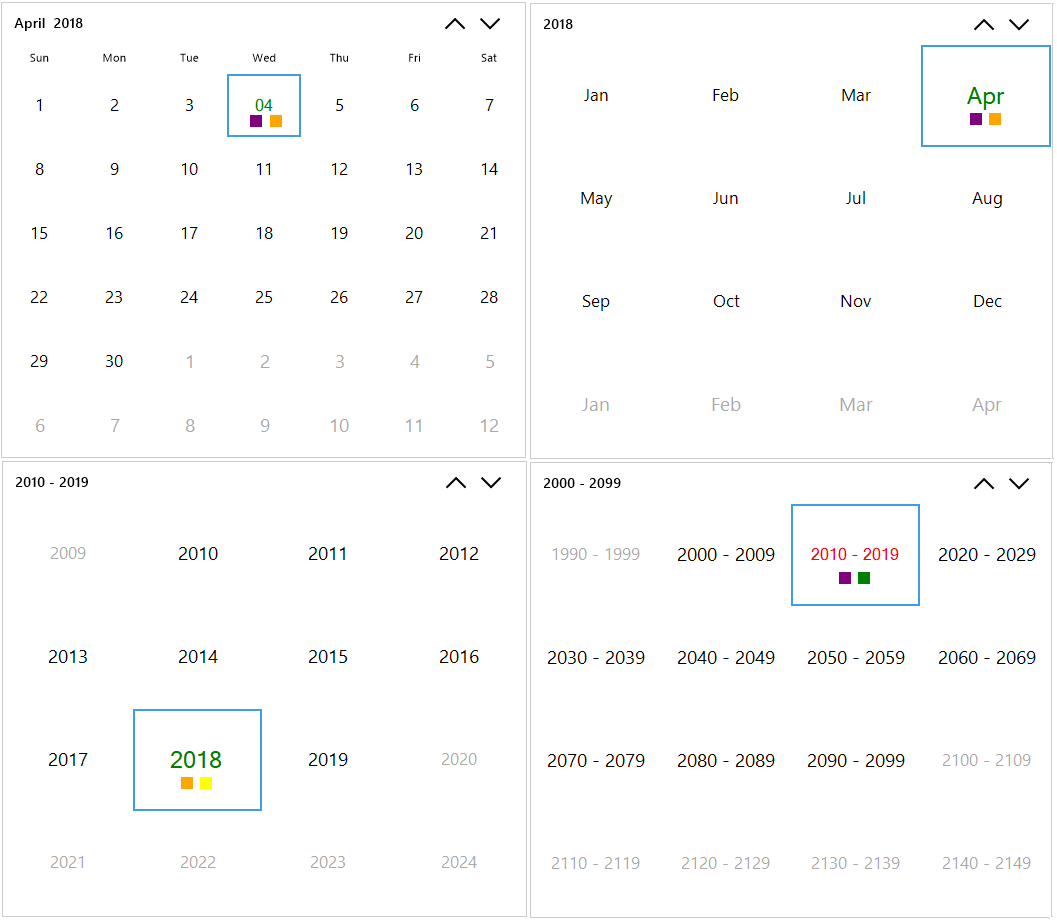 April 2018
Sun Mon Tue Wed Thu Fri Sat
1 2 3 04 5 6 7
8 9 10 11 12 13 14
15 16 17 18 19 20 21
22 23 24 25 26 27 28
29 30 1 2 3 4 5
6 7 8 9 10 11 12
2018
Jan Feb Mar Apr
May Jun Jul Aug
Sep Oct Nov Dec
Jan Feb Mar Apr
2010 - 2019
2009 2010 2011 2012
2013 2014 2015 2016
2017 2018 2019 2020
2021 2022 2023 2024
2000 - 2099
1990 - 1999 2000 - 2009 2010 - 2019 2020 - 2029
2030 - 2039 2040 - 2049 2050 - 2059 2060 - 2069
2070 - 2079 2080 - 2089 2090 - 2099 2100 - 2109
2110 - 2119 2120 - 2129 2130 - 2139 2140 - 2149